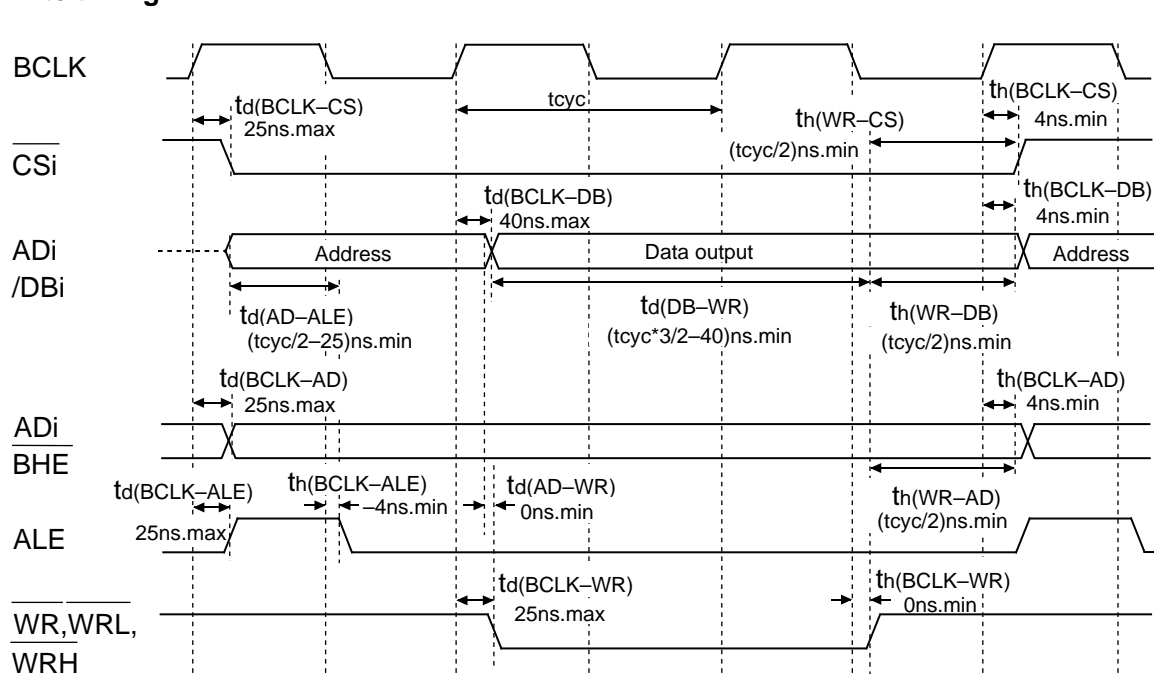 BCLK
td(BCLK–CS)
25ns.max
tcyc
th(BCLK–CS)
4ns.min
th(WR–CS)
(tcyc/2)ns.min
CSi
td(BCLK–DB)
40ns.max
th(BCLK–DB)
4ns.min
ADi
/DBi
Address
Data output
Address
td(AD–ALE)
(tcyc/2–25)ns.min
td(DB–WR)
(tcyc*3/2–40)ns.min
th(WR–DB)
(tcyc/2)ns.min
td(BCLK–AD)
25ns.max
th(BCLK–AD)
4ns.min
ADi
BHE
td(BCLK–ALE)
25ns.max
th(BCLK–ALE)
–4ns.min
td(AD–WR)
0ns.min
th(WR–AD)
(tcyc/2)ns.min
ALE
td(BCLK–WR)
25ns.max
th(BCLK–WR)
0ns.min
WR,WRL,
WRH